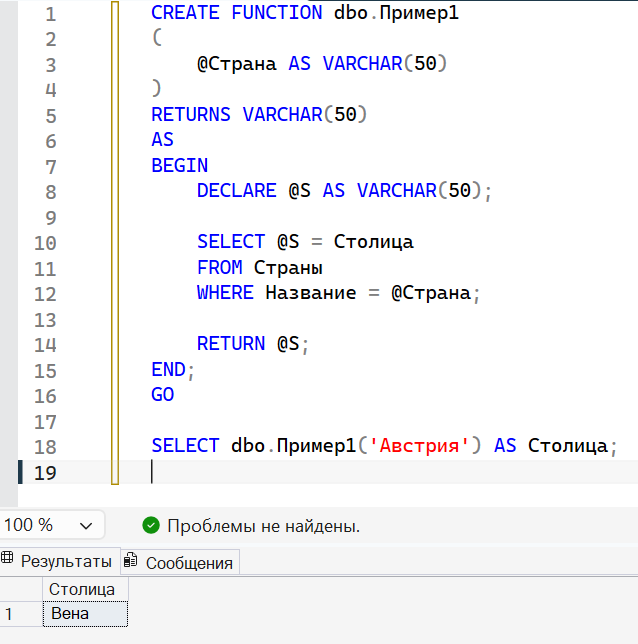 1 CREATE FUNCTION dbo.Пример1
2 (
3 @Страна AS VARCHAR(50)
4 )
5 RETURNS VARCHAR(50)
6 AS
7 BEGIN
8 DECLARE @S AS VARCHAR(50);
9
10 SELECT @S = Столица
11 FROM Страны
12 WHERE Название = @Страна;
13
14 RETURN @S;
15 END;
16 GO
17
18 SELECT dbo.Пример1('Австрия') AS Столица;
19
100 % Проблемы не найдены.
Результаты Сообщения
Столица
1 Вена